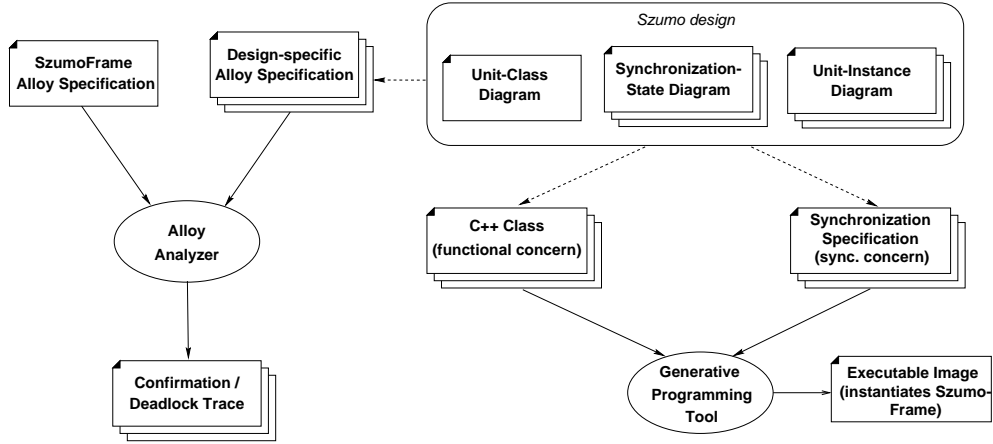 Szumo design
SzumoFrame
Alloy Specification
Design-specific
Alloy Specification
Unit-Class
Diagram
Synchronization-
State Diagram
Unit-Instance
Diagram
Alloy
Analyzer
C++ Class
(functional concern)
Synchronization
Specification
(sync. concern)
Confirmation /
Deadlock Trace
Generative
Programming
Tool
Executable Image
(instantiates Szumo-
Frame)